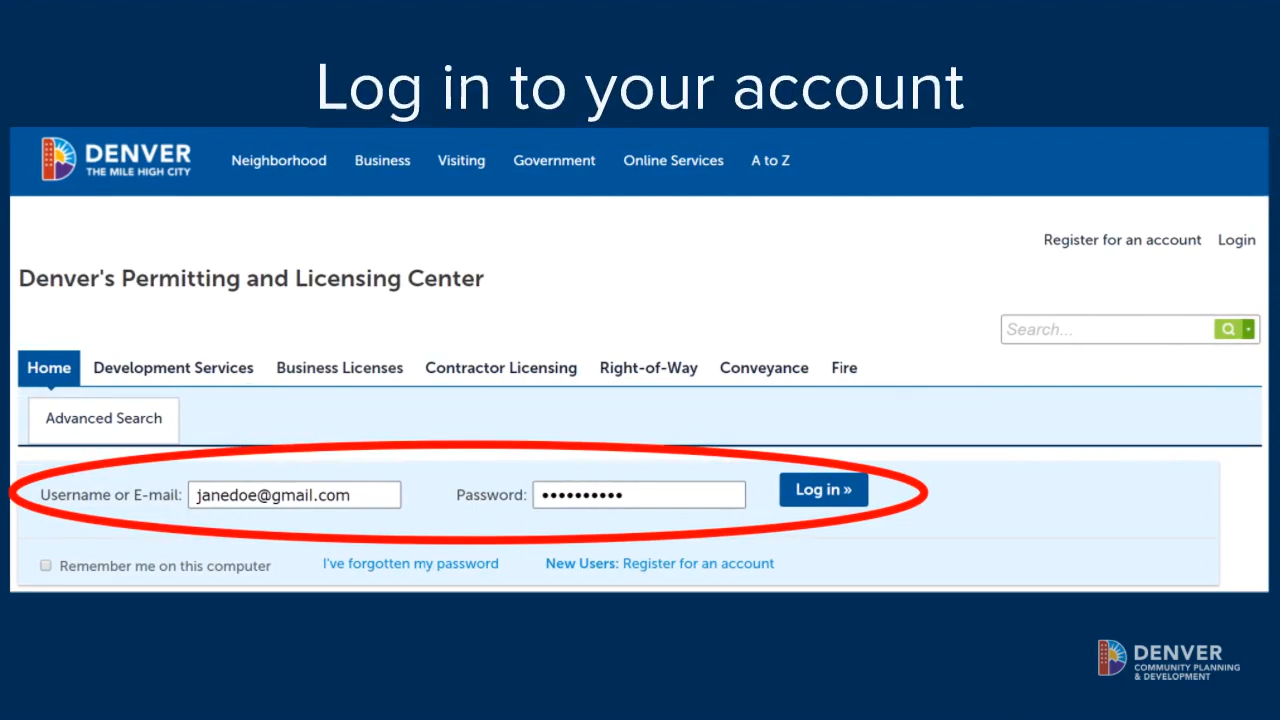 Log in to your account
DENVER
THE MILE HIGH CITY
Neighborhood Business Visiting Government Online Services A to Z
Register for an account Login
Denver's Permitting and Licensing Center
Search...
Home Development Services Business Licenses Contractor Licensing Right-of-Way Conveyance Fire
Advanced Search
Username or E-mail: janedoe@gmail.com Password: •••••••••• Log in »
Remember me on this computer I've forgotten my password New Users: Register for an account
DENVER
COMMUNITY PLANNING
& DEVELOPMENT